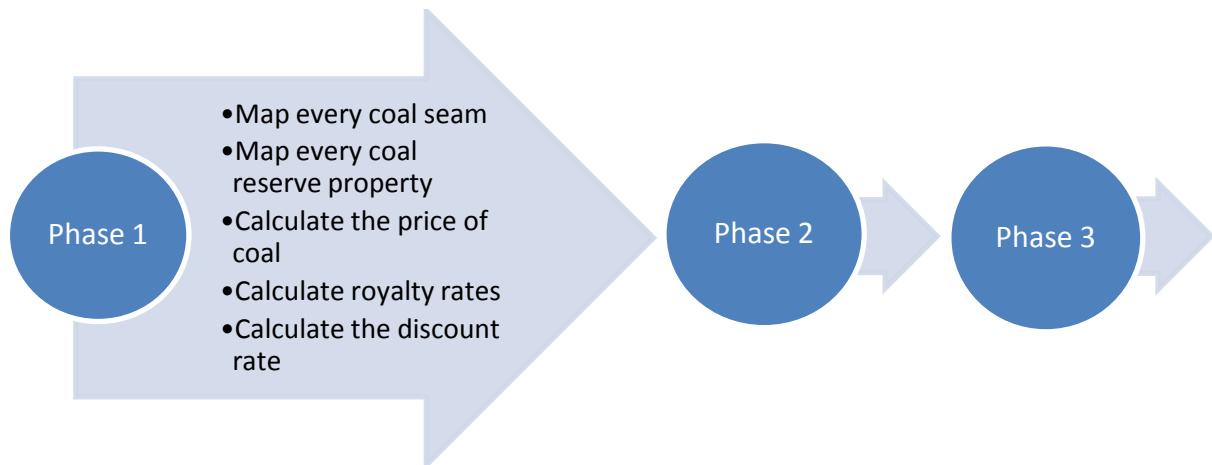 Phase 1
•Map every coal seam
•Map every coal
reserve property
•Calculate the price of
coal
•Calculate royalty rates
•Calculate the discount
rate
Phase 2
Phase 3